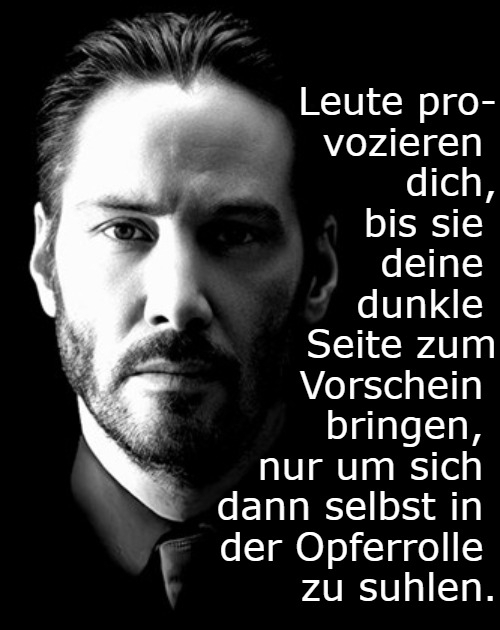 Leute pro-
vozieren
dich,
bis sie
deine
dunkle
Seite zum
Vorschein
bringen,
nur um sich
dann selbst in
der Opferrolle
zu suhlen.